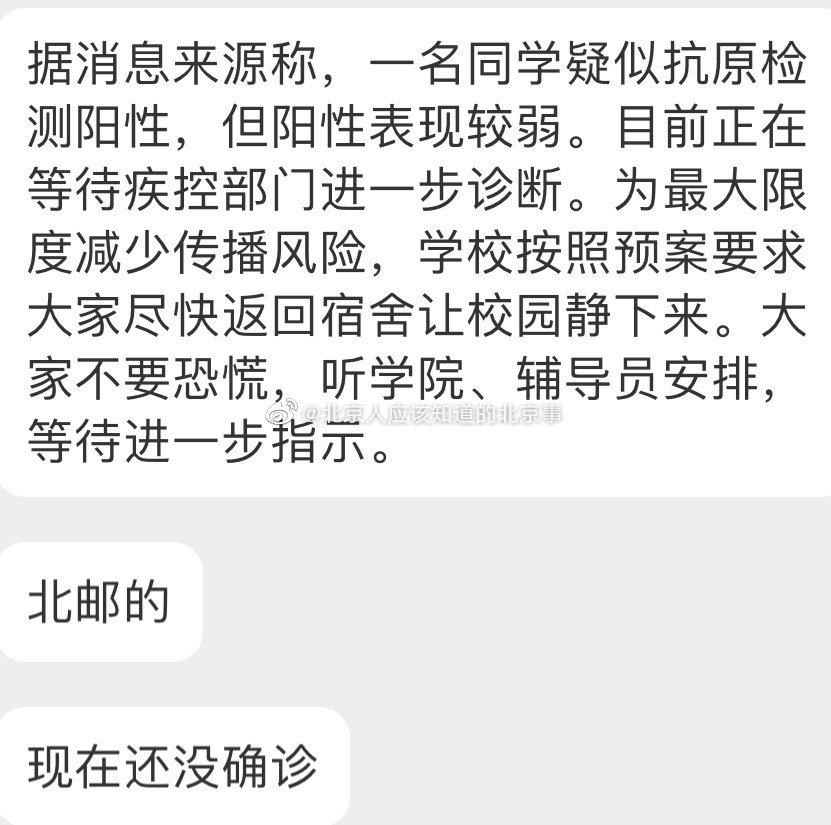 据消息来源称，一名同学疑似抗原检
测阳性，但阳性表现较弱。目前正在
等待疾控部门进一步诊断。为最大限
度减少传播风险，学校按照预案要求
大家尽快返回宿舍让校园静下来。大
家不要恐慌，听学院、辅导员安排，
@北京人应该知道的北京事
等待进一步指示。
北邮的
现在还没确诊